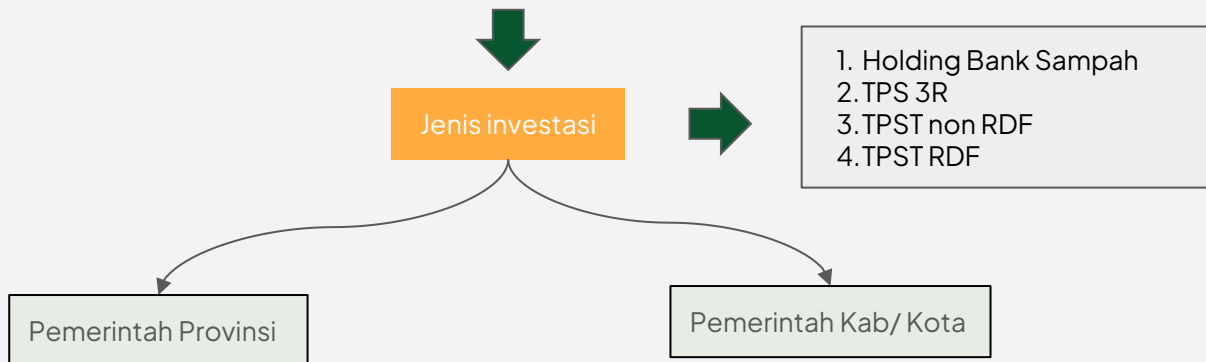 1. Holding Bank Sampah
2. TPS 3R
3. TPST non RDF
4. TPST RDF
Jenis investasi
Pemerintah Provinsi
Pemerintah Kab/ Kota